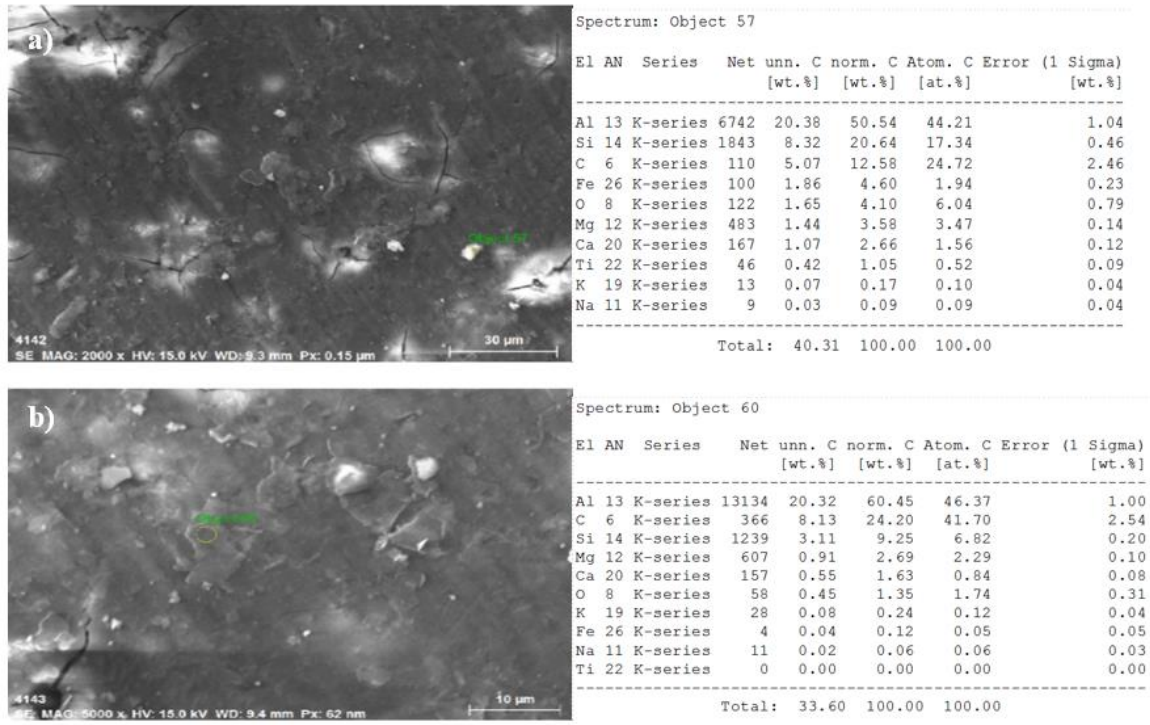 a)
Object 57
4142
SE MAG: 2000 x HV: 15.0 kV WD: 9.3 mm Px: 0.15 µm
30 µm
Spectrum: Object 57
El AN Series Net unn. C norm. C Atom. C Error (1 Sigma)
[wt.%] [wt.%] [at.%] [wt.%]
Al 13 K-series 6742 20.38 50.54 44.21 1.04
Si 14 K-series 1843 8.32 20.64 17.34 0.46
C 6 K-series 110 5.07 12.58 24.72 2.46
Fe 26 K-series 100 1.86 4.60 1.94 0.23
O 8 K-series 122 1.65 4.10 6.04 0.79
Mg 12 K-series 483 1.44 3.58 3.47 0.14
Ca 20 K-series 167 1.07 2.66 1.56 0.12
Ti 22 K-series 46 0.42 1.05 0.52 0.09
K 19 K-series 13 0.07 0.17 0.10 0.04
Na 11 K-series 9 0.03 0.09 0.09 0.04
Total: 40.31 100.00 100.00
b)
4143
SE MAG: 5000 x HV: 15.0 kV WD: 9.4 mm Px: 62 nm
10 µm
Spectrum: Object 60
El AN Series Net unn. C norm. C Atom. C Error (1 Sigma)
[wt.%] [wt.%] [at.%] [wt.%]
Al 13 K-series 13134 20.32 60.45 46.37 1.00
C 6 K-series 366 8.13 24.20 41.70 2.54
Si 14 K-series 1239 3.11 9.25 6.82 0.20
Mg 12 K-series 607 0.91 2.69 2.29 0.10
Ca 20 K-series 157 0.55 1.63 0.84 0.08
O 8 K-series 58 0.45 1.35 1.74 0.31
K 19 K-series 28 0.08 0.24 0.12 0.04
Fe 26 K-series 4 0.04 0.12 0.05 0.05
Na 11 K-series 11 0.02 0.06 0.06 0.03
Ti 22 K-series 0 0.00 0.00 0.00 0.00
Total: 33.60 100.00 100.00